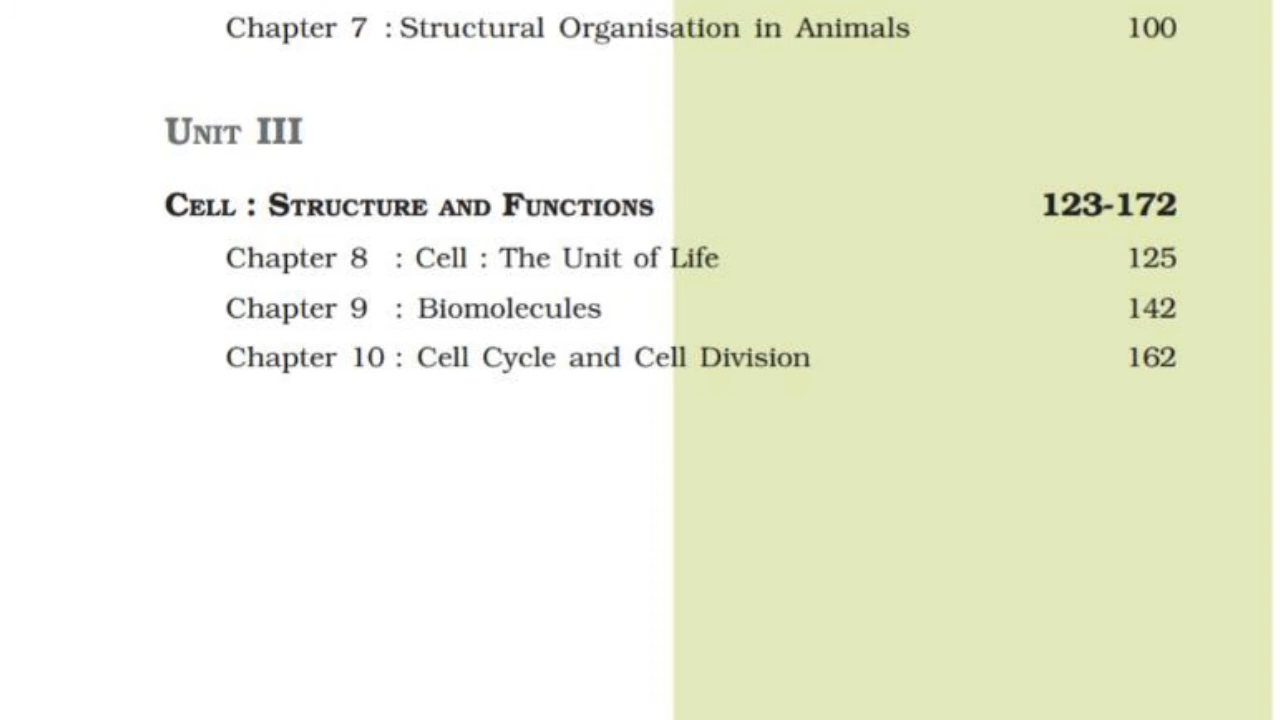 Chapter 7 : Structural Organisation in Animals 100
Unit III
Cell : Structure and Functions 123-172
Chapter 8 : Cell : The Unit of Life 125
Chapter 9 : Biomolecules 142
Chapter 10 : Cell Cycle and Cell Division 162